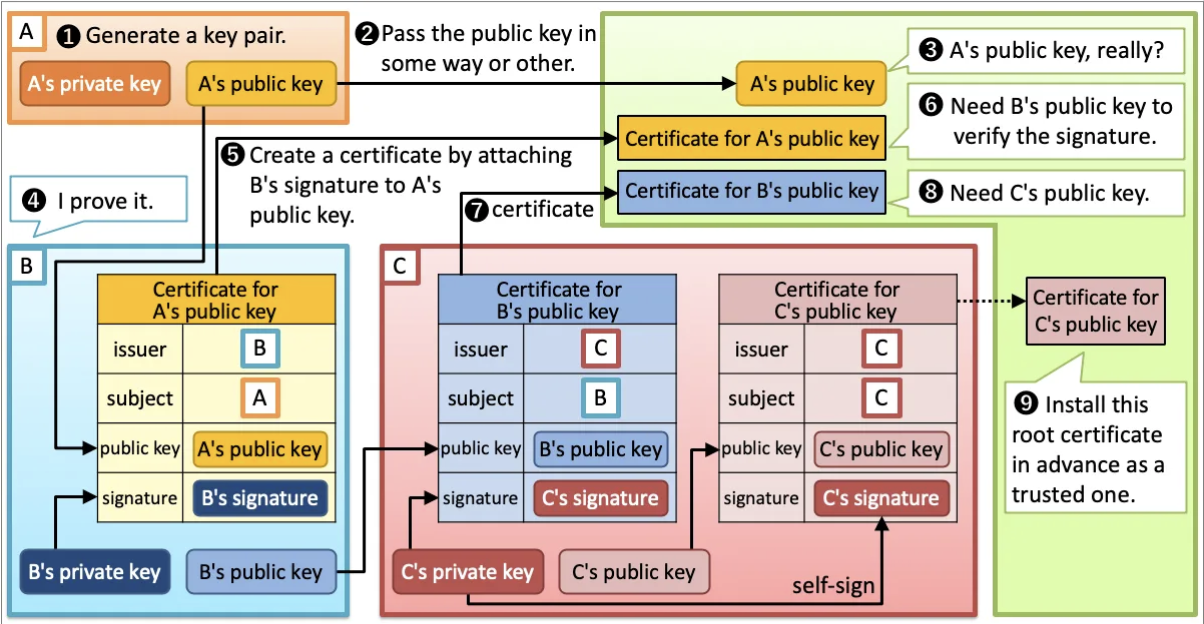 A
❶ Generate a key pair.
A's private key
A's public key
❷ Pass the public key in
some way or other.
A's public key
❸ A's public key, really?
Certificate for A's public key
❻ Need B's public key to
verify the signature.
❺ Create a certificate by attaching
B's signature to A's
public key.
Certificate for B's public key
❽ Need C's public key.
❼ certificate
❹ I prove it.
B
Certificate for
A's public key
issuer B
subject A
public key A's public key
signature B's signature
B's private key
B's public key
C
Certificate for
B's public key
issuer C
subject B
public key B's public key
signature C's signature
Certificate for
C's public key
issuer C
subject C
public key C's public key
signature C's signature
C's private key
C's public key
self-sign
Certificate for
C's public key
❾ Install this
root certificate
in advance as a
trusted one.